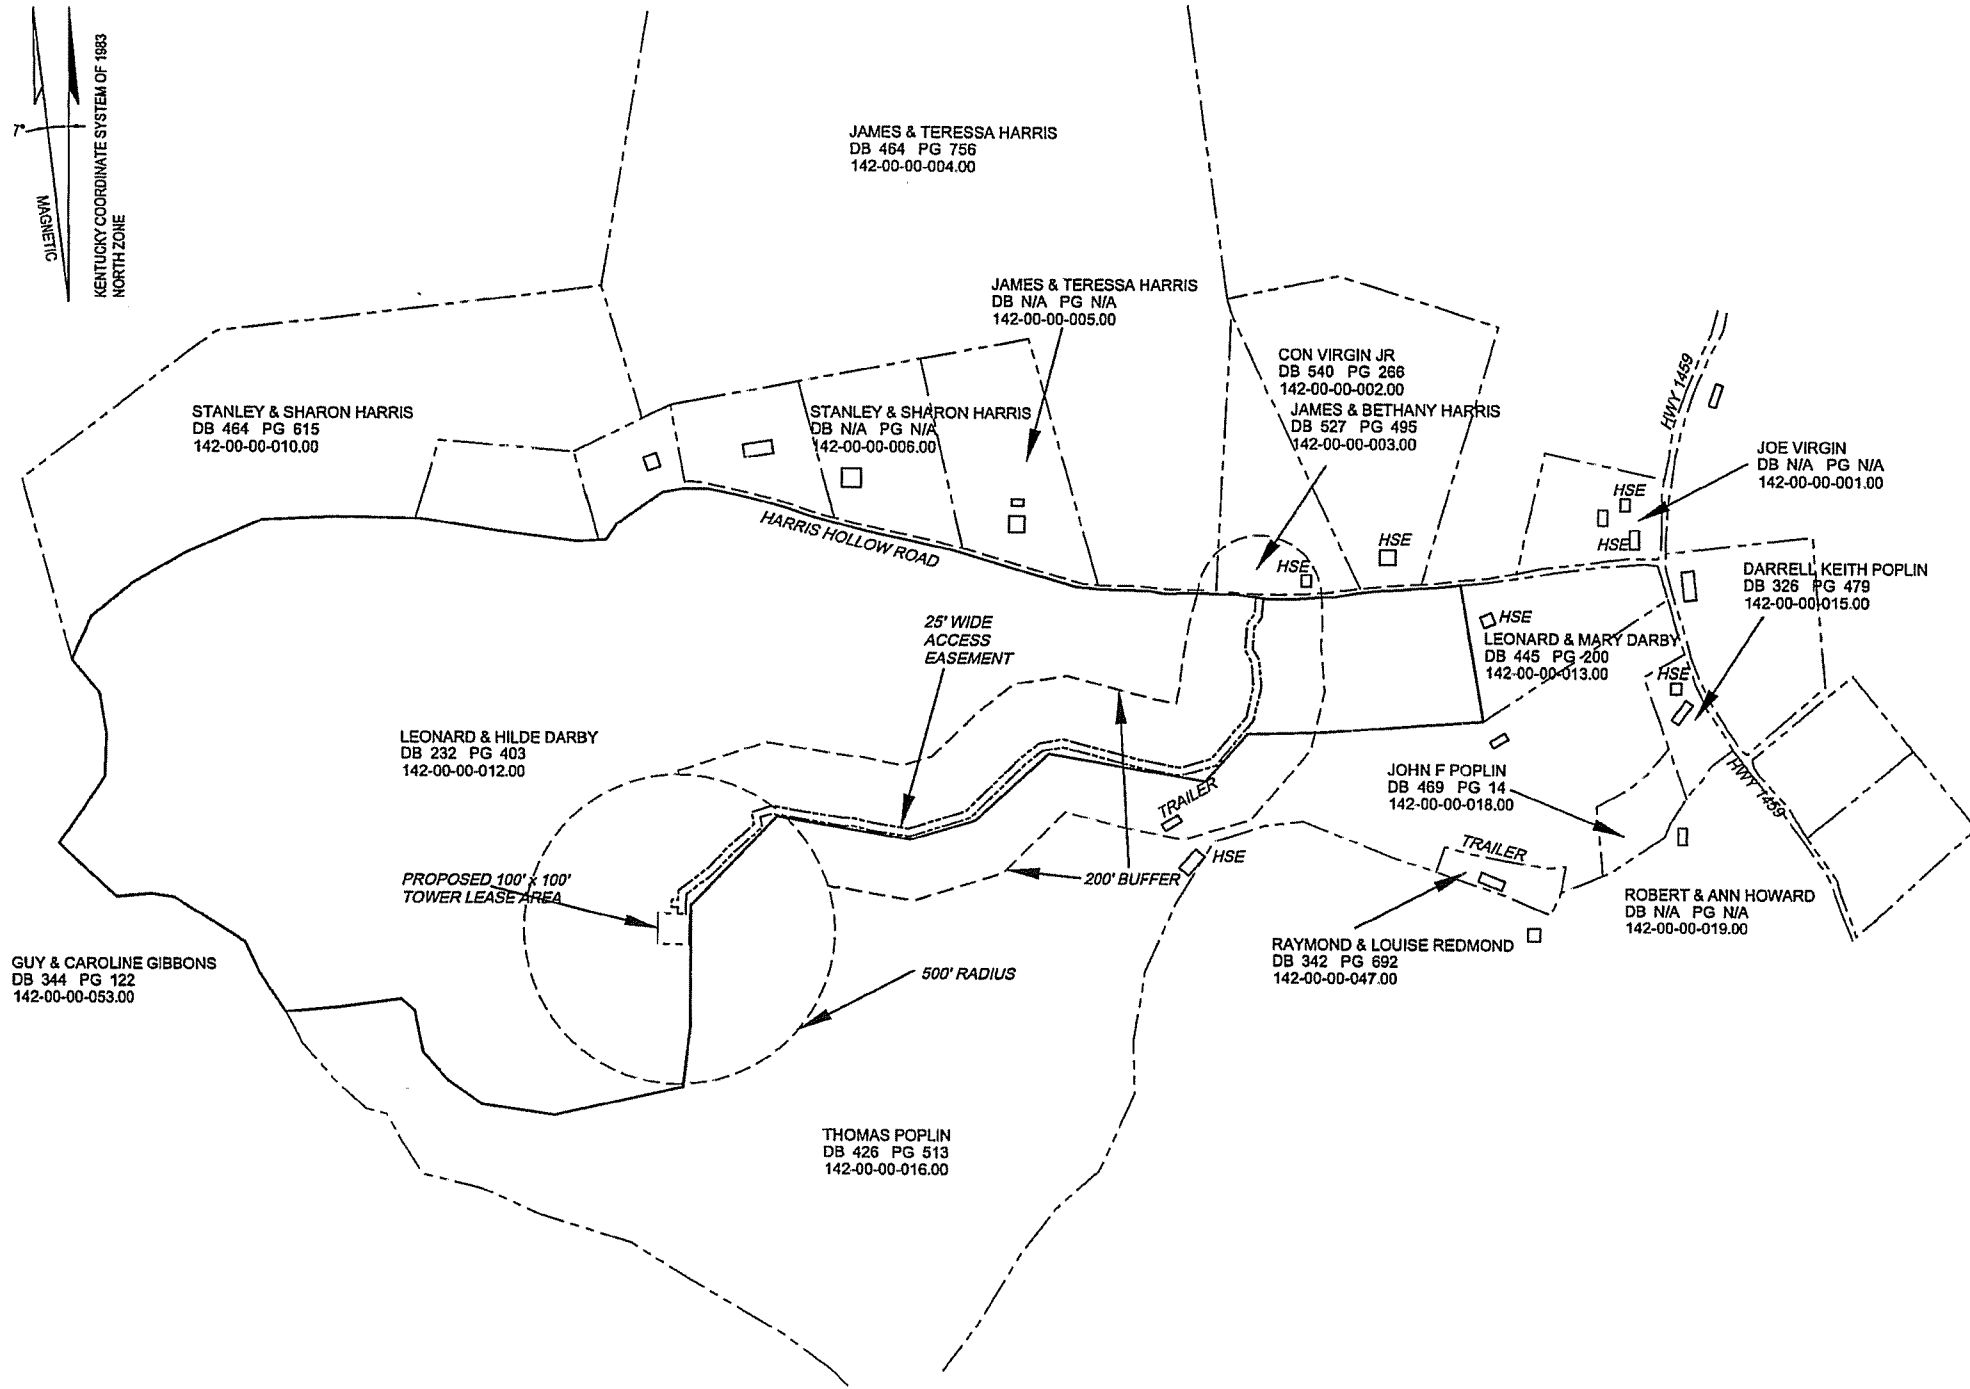 7°
MAGNETIC
KENTUCKY COORDINATE SYSTEM OF 1983
NORTH ZONE
JAMES & TERESSA HARRIS
DB 464 PG 756
142-00-00-004.00
JAMES & TERESSA HARRIS
DB N/A PG N/A
142-00-00-005.00
CON VIRGIN JR
DB 540 PG 266
142-00-00-002.00
JAMES & BETHANY HARRIS
DB 527 PG 495
142-00-00-003.00
HWY 1459
STANLEY & SHARON HARRIS
DB 464 PG 615
142-00-00-010.00
STANLEY & SHARON HARRIS
DB N/A PG N/A
142-00-00-006.00
JOE VIRGIN
DB N/A PG N/A
142-00-00-001.00
HSE
HSE
HARRIS HOLLOW ROAD
HSE
HSE
DARRELL KEITH POPLIN
DB 326 PG 479
142-00-00-015.00
25' WIDE
ACCESS
EASEMENT
HSE
LEONARD & MARY DARBY
DB 445 PG 200
142-00-00-013.00
HSE
LEONARD & HILDE DARBY
DB 232 PG 403
142-00-00-012.00
JOHN F POPLIN
DB 469 PG 14
142-00-00-018.00
HWY 1459
TRAILER
HSE
TRAILER
PROPOSED 100' x 100'
TOWER LEASE AREA
200' BUFFER
ROBERT & ANN HOWARD
DB N/A PG N/A
142-00-00-019.00
RAYMOND & LOUISE REDMOND
DB 342 PG 692
142-00-00-047.00
GUY & CAROLINE GIBBONS
DB 344 PG 122
142-00-00-053.00
500' RADIUS
THOMAS POPLIN
DB 426 PG 513
142-00-00-016.00